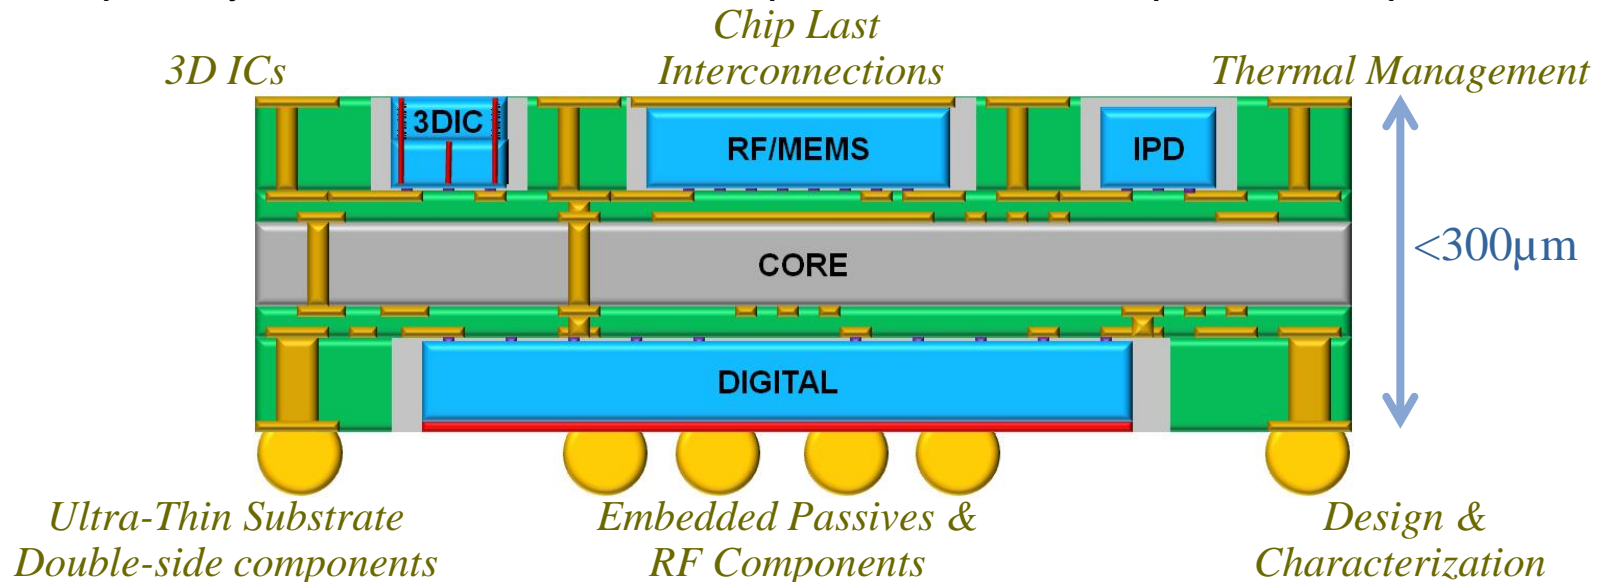 Chip Last
3D ICs
Interconnections
Thermal Management
3DIC
RF/MEMS
IPD
<300µm
CORE
DIGITAL
Ultra-Thin Substrate
Double-side components
Embedded Passives &
RF Components
Design &
Characterization